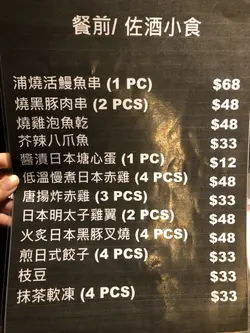 餐前/ 佐酒小食
浦燒活鰻魚串 (1 PC) $68
燒黑豚肉串 (2 PCS) $48
燒雞泡魚乾 $48
芥辣八爪魚 $33
醬漬日本塘心蛋 (1 PC) $12
低溫慢煮日本赤雞 (4 PCS) $48
唐揚炸赤雞 (3 PCS) $33
日本明太子雞翼 (2 PCS) $48
火炙日本黑豚叉燒 (4 PCS) $48
煎日式餃子 (4 PCS) $33
枝豆 $33
抹茶軟凍 (4 PCS) $33